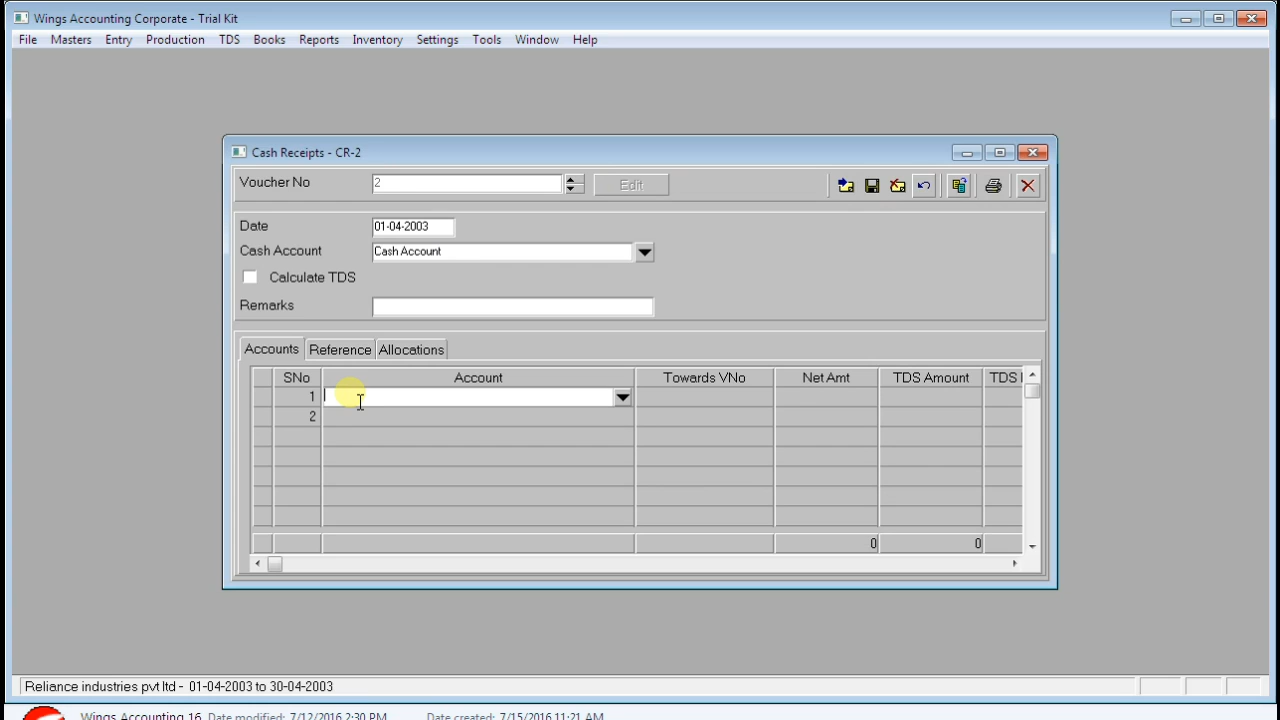 Wings Accounting Corporate - Trial Kit
File Masters Entry Production TDS Books Reports Inventory Settings Tools Window Help
Cash Receipts - CR-2
Voucher No 2 Edit
Date 01-04-2003
Cash Account Cash Account
Calculate TDS
Remarks
Accounts Reference Allocations
SNo Account Towards VNo Net Amt TDS Amount TDS
1
2
0 0
Reliance industries pvt ltd - 01-04-2003 to 30-04-2003
Wings Accounting 16 Date modified: 7/12/2016 2:30 PM Date created: 7/15/2016 11:21 AM